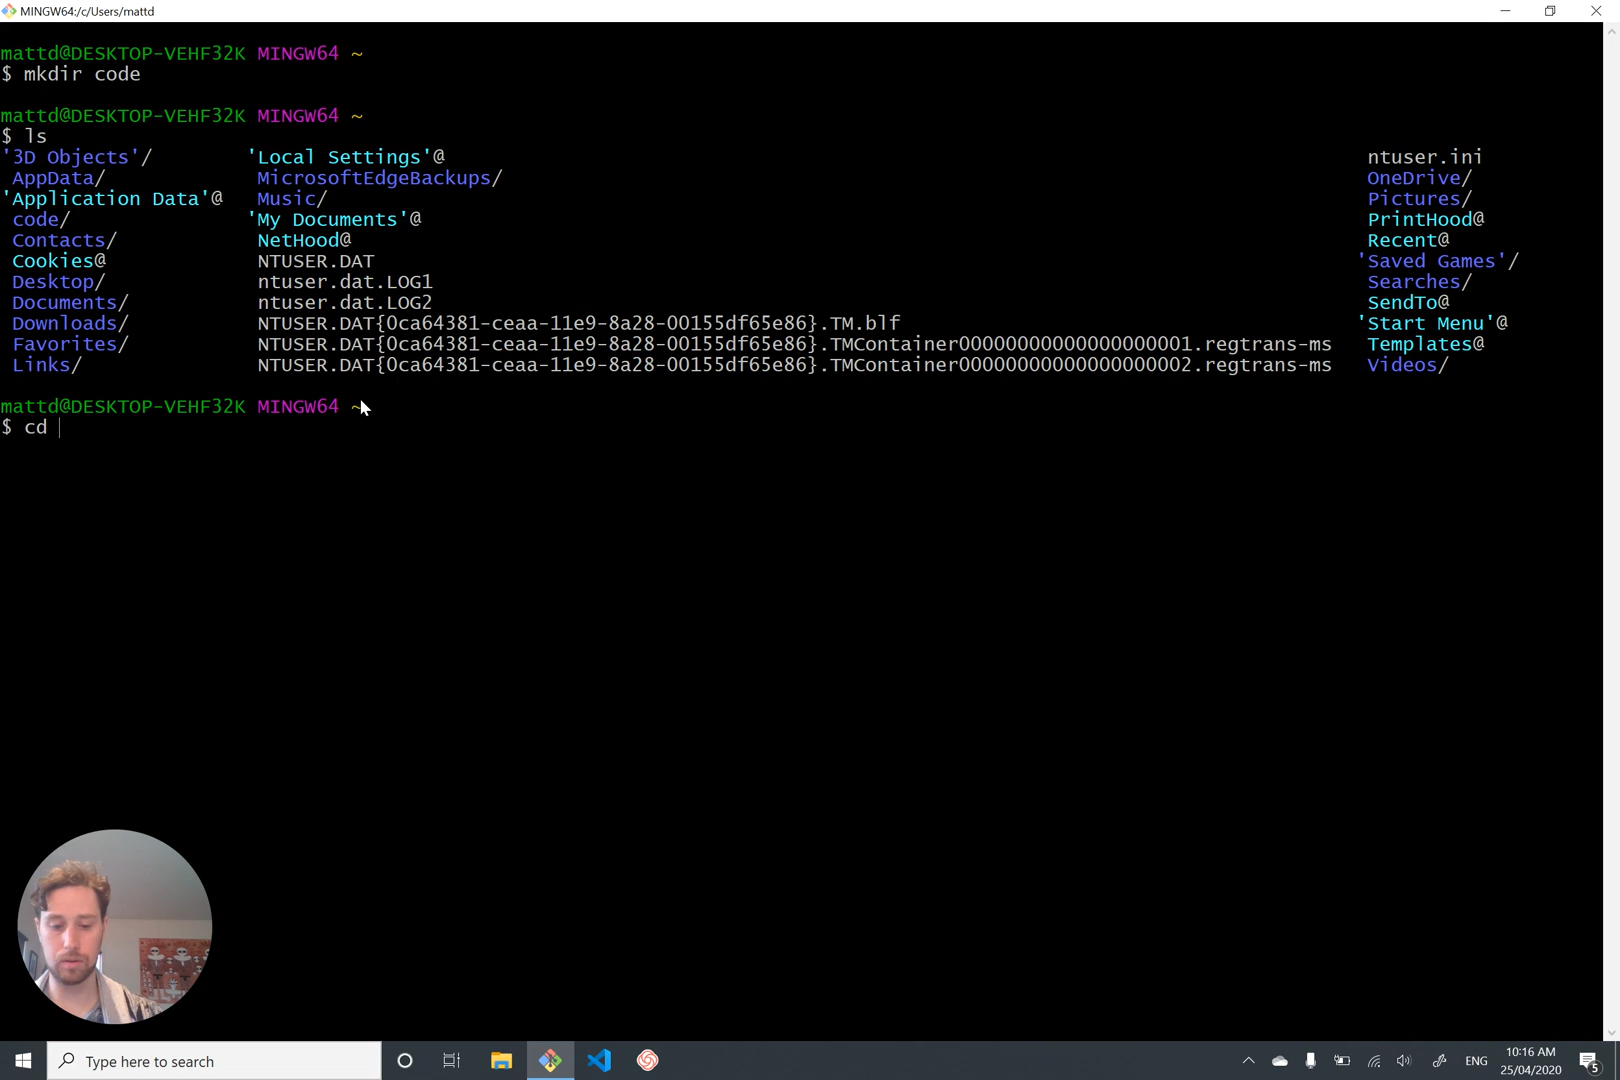 MINGW64:/c/Users/mattd
mattd@DESKTOP-VEHF32K MINGW64 ~
$ mkdir code
mattd@DESKTOP-VEHF32K MINGW64 ~
$ ls
'3D Objects'/ 'Local Settings'@ ntuser.ini
AppData/ MicrosoftEdgeBackups/ OneDrive/
'Application Data'@ Music/ Pictures/
code/ 'My Documents'@ PrintHood@
Contacts/ NetHood@ Recent@
Cookies@ NTUSER.DAT 'Saved Games'/
Desktop/ ntuser.dat.LOG1 Searches/
Documents/ ntuser.dat.LOG2 SendTo@
Downloads/ NTUSER.DAT{0ca64381-ceaa-11e9-8a28-00155df65e86}.TM.blf 'Start Menu'@
Favorites/ NTUSER.DAT{0ca64381-ceaa-11e9-8a28-00155df65e86}.TMContainer00000000000000000001.regtrans-ms Templates@
Links/ NTUSER.DAT{0ca64381-ceaa-11e9-8a28-00155df65e86}.TMContainer00000000000000000002.regtrans-ms Videos/
mattd@DESKTOP-VEHF32K MINGW64 ~
$ cd
Type here to search
ENG
10:16 AM
25/04/2020
5